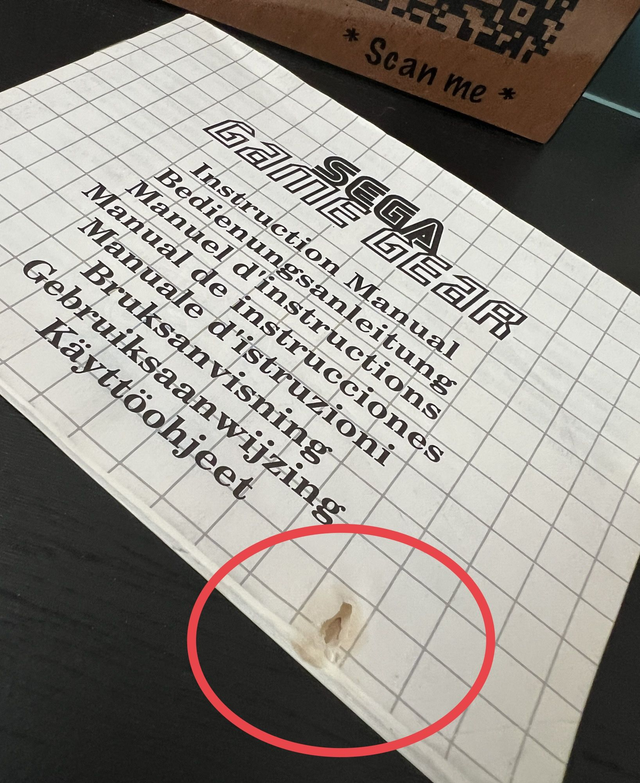 * Scan me *
SEGA
GAME GEAR
Instruction Manual
Bedienungsanleitung
Manuel d'instructions
Manual de instrucciones
Manuale d'istruzioni
Bruksanvisning
Gebruiksaanwijzing
Käyttöohjeet